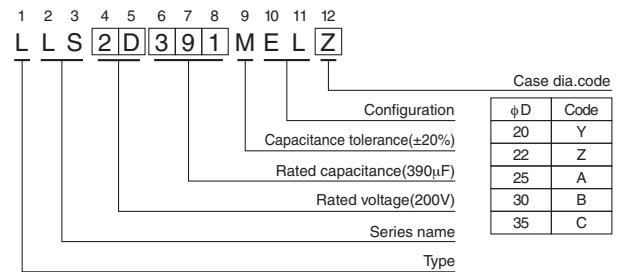 1 2 3 4 5 6 7 8 9 10 11 12
L L S 2 D 3 9 1 M E L Z
Case dia.code
Configuration
Capacitance tolerance(±20%)
Rated capacitance(390μF)
Rated voltage(200V)
Series name
Type
φD Code
20 Y
22 Z
25 A
30 B
35 C